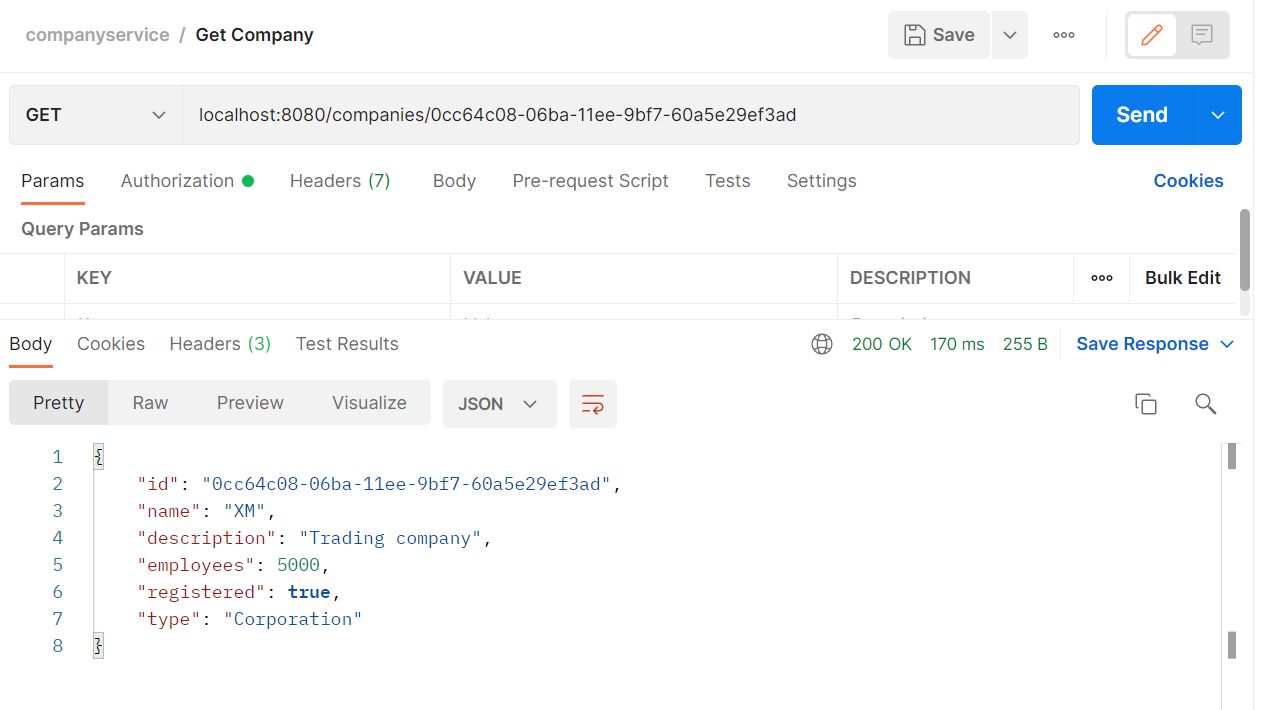 companyservice / Get Company
Save
GET
localhost:8080/companies/0cc64c08-06ba-11ee-9bf7-60a5e29ef3ad
Send
Params Authorization Headers (7) Body Pre-request Script Tests Settings Cookies
Query Params
KEY VALUE DESCRIPTION Bulk Edit
Body Cookies Headers (3) Test Results 200 OK 170 ms 255 B Save Response
Pretty Raw Preview Visualize JSON
1 {
2 "id": "0cc64c08-06ba-11ee-9bf7-60a5e29ef3ad",
3 "name": "XM",
4 "description": "Trading company",
5 "employees": 5000,
6 "registered": true,
7 "type": "Corporation"
8 }